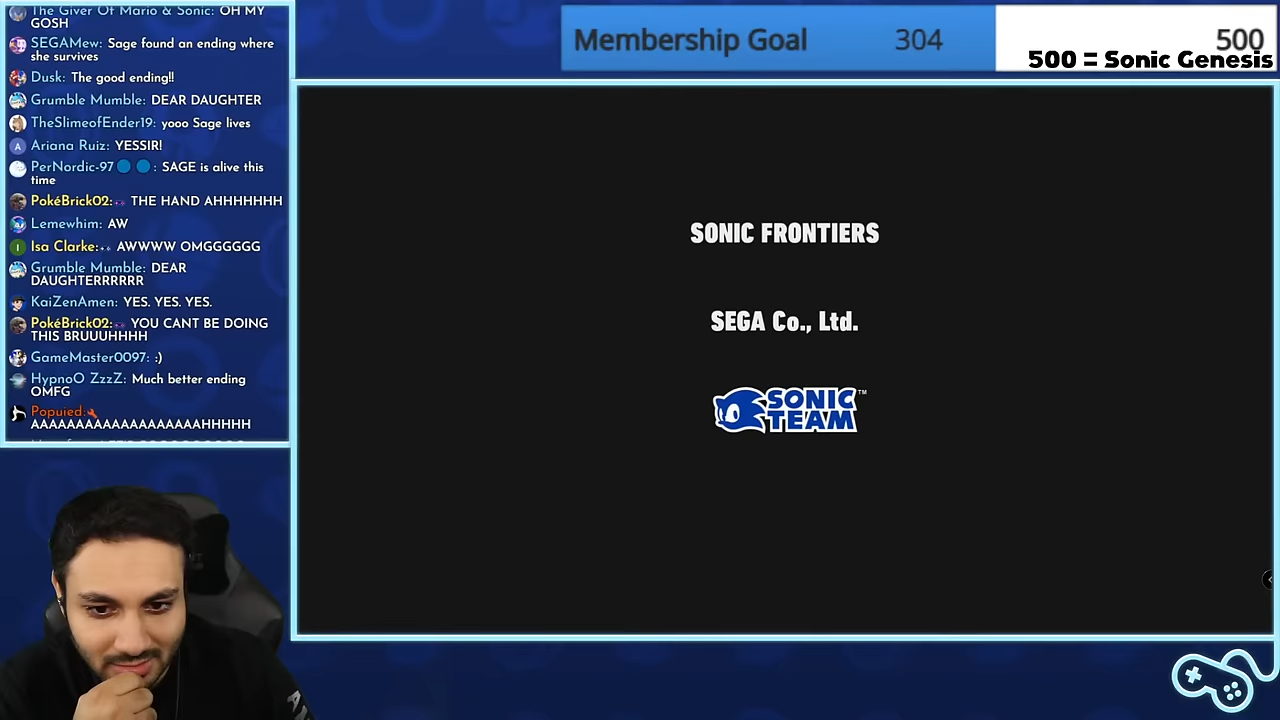 The Giver Of Mario & Sonic: OH MY
GOSH
SEGAMew: Sage found an ending where
she survives
Dusk: The good ending!!
Grumble Mumble: DEAR DAUGHTER
TheSlimeofEnder19: yooo Sage lives
A Ariana Ruiz: YESSIR!
PerNordic-97🔵🔵: SAGE is alive this
time
PokéBrick02: THE HAND AHHHHHHH
Lemewhim: AW
I Isa Clarke: AWWWW OMGGGGGG
Grumble Mumble: DEAR
DAUGHTERRRRRR
KaiZenAmen: YES. YES. YES.
PokéBrick02: YOU CANT BE DOING
THIS BRUUUHHHH
GameMaster0097: :)
HypnoO ZzzZ: Much better ending
OMFG
Popuied:
AAAAAAAAAAAAAAAAAAHHHHH
Membership Goal 304 500
500 = Sonic Genesis
SONIC FRONTIERS
SEGA Co., Ltd.
SONIC
TEAM™